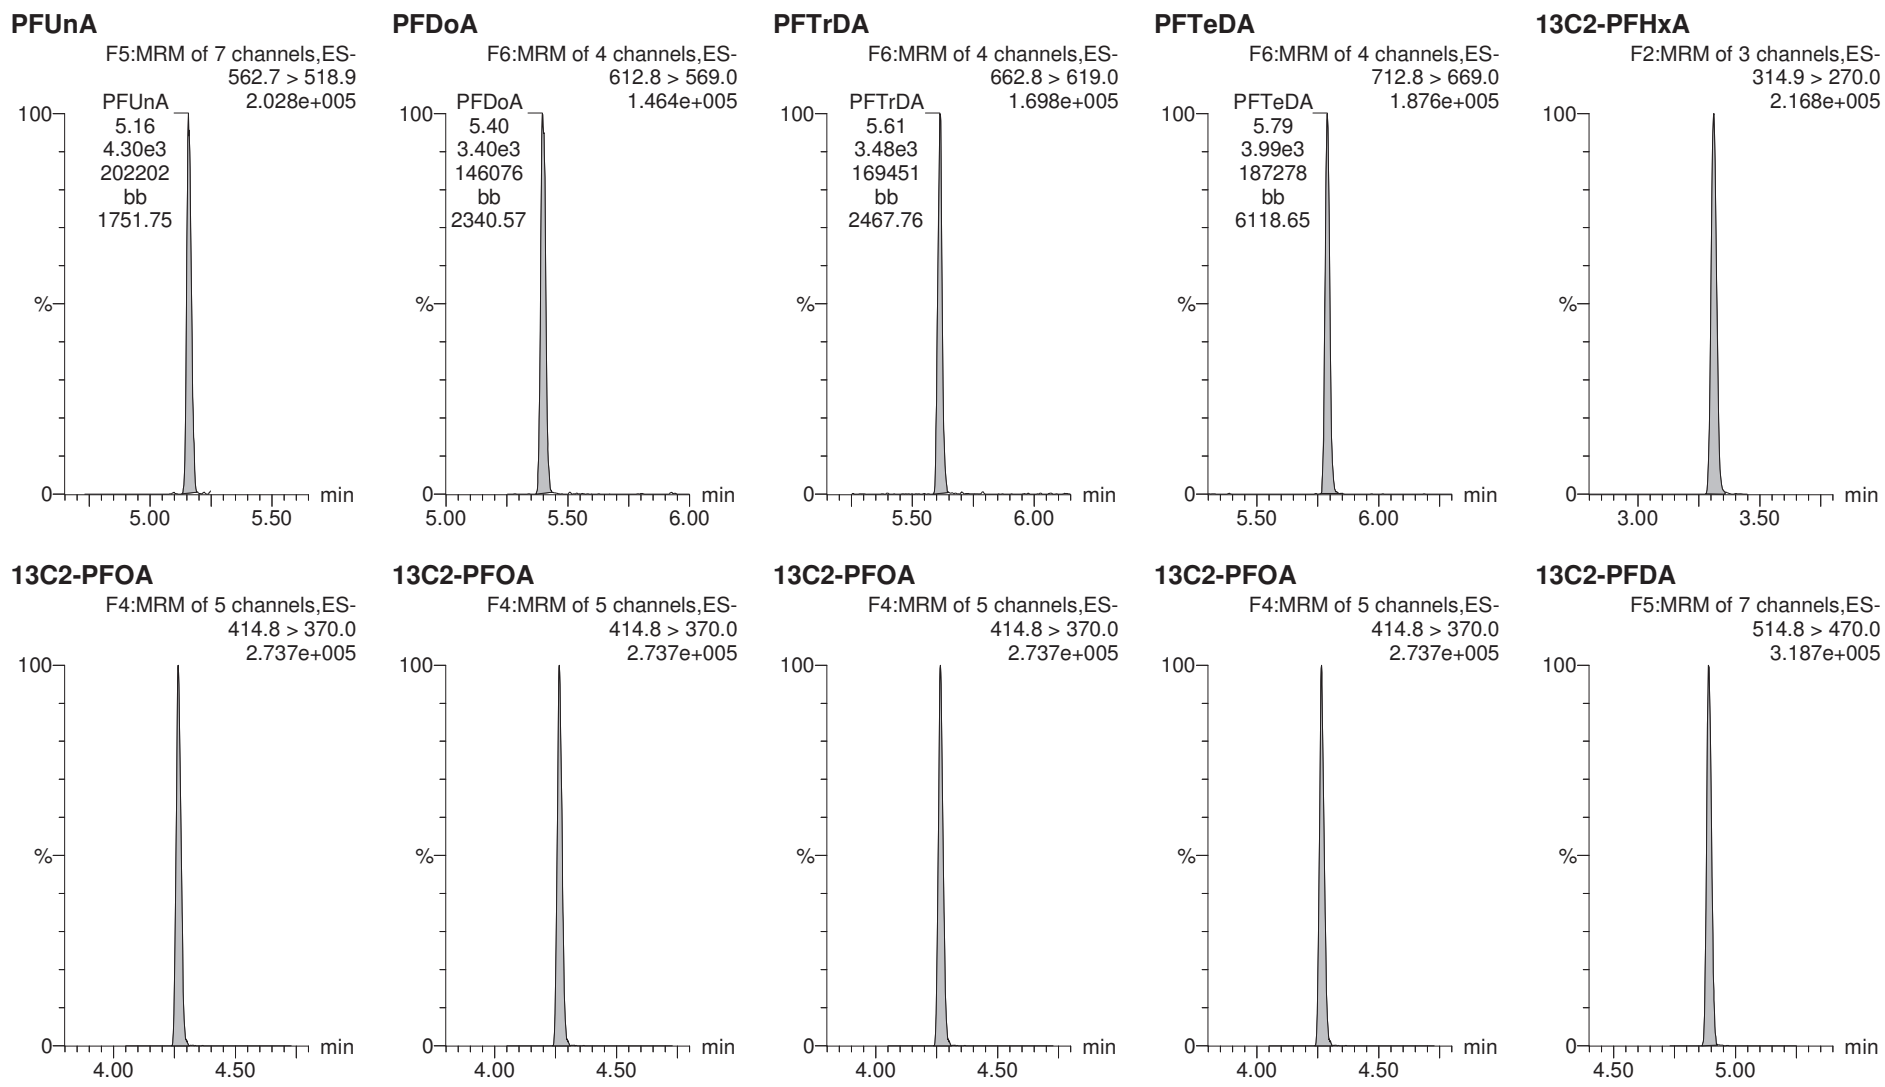 PFUnA
F5:MRM of 7 channels,ES-
562.7 > 518.9
2.028e+005
PFUnA
5.16
4.30e3
202202
bb
1751.75
100
%
0
5.00
5.50
min
PFDoA
F6:MRM of 4 channels,ES-
612.8 > 569.0
1.464e+005
PFDoA
5.40
3.40e3
146076
bb
2340.57
100
%
0
5.00
5.50
6.00
min
PFTrDA
F6:MRM of 4 channels,ES-
662.8 > 619.0
1.698e+005
PFTrDA
5.61
3.48e3
169451
bb
2467.76
100
%
0
5.50
6.00
min
PFTeDA
F6:MRM of 4 channels,ES-
712.8 > 669.0
1.876e+005
PFTeDA
5.79
3.99e3
187278
bb
6118.65
100
%
0
5.50
6.00
min
13C2-PFHxA
F2:MRM of 3 channels,ES-
314.9 > 270.0
2.168e+005
100
%
0
3.00
3.50
min
13C2-PFOA
F4:MRM of 5 channels,ES-
414.8 > 370.0
2.737e+005
100
%
0
4.00
4.50
min
13C2-PFOA
F4:MRM of 5 channels,ES-
414.8 > 370.0
2.737e+005
100
%
0
4.00
4.50
min
13C2-PFOA
F4:MRM of 5 channels,ES-
414.8 > 370.0
2.737e+005
100
%
0
4.00
4.50
min
13C2-PFOA
F4:MRM of 5 channels,ES-
414.8 > 370.0
2.737e+005
100
%
0
4.00
4.50
min
13C2-PFDA
F5:MRM of 7 channels,ES-
514.8 > 470.0
3.187e+005
100
%
0
4.50
5.00
min